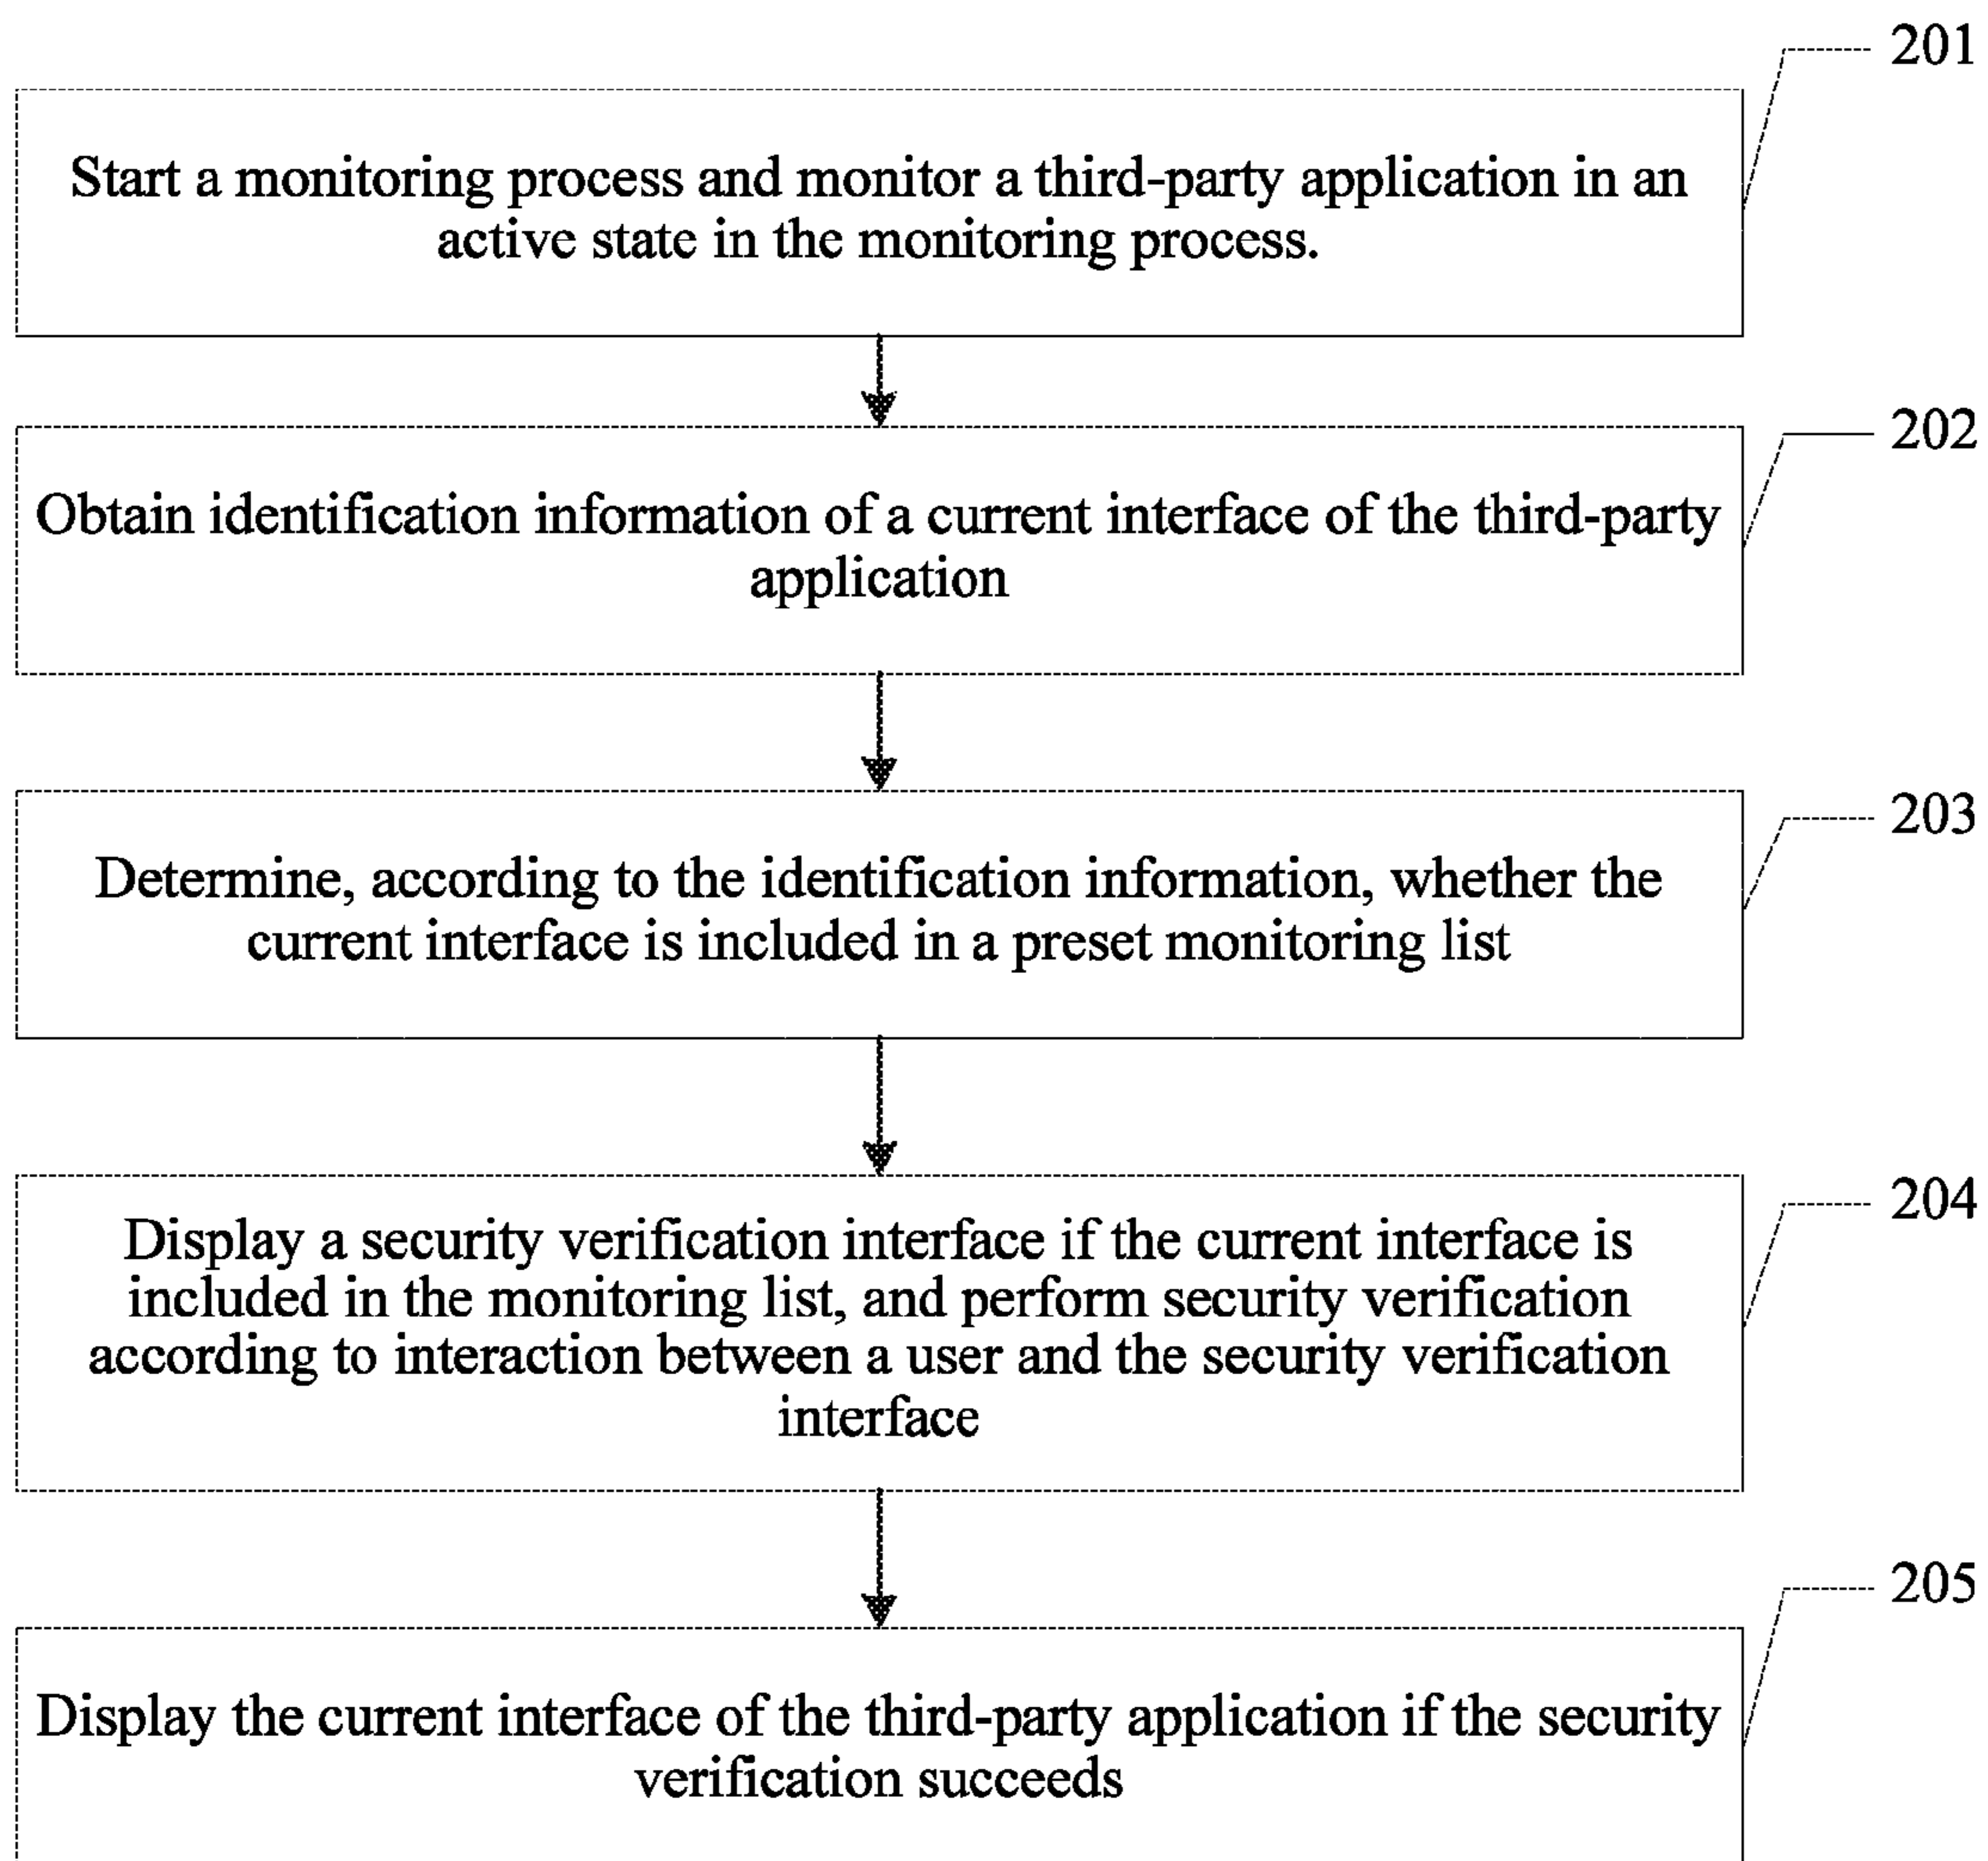 201
Start a monitoring process and monitor a third-party application in an
active state in the monitoring process.
202
Obtain identification information of a current interface of the third-party
application
203
Determine, according to the identification information, whether the
current interface is included in a preset monitoring list
204
Display a security verification interface if the current interface is
included in the monitoring list, and perform security verification
according to interaction between a user and the security verification
interface
205
Display the current interface of the third-party application if the security
verification succeeds